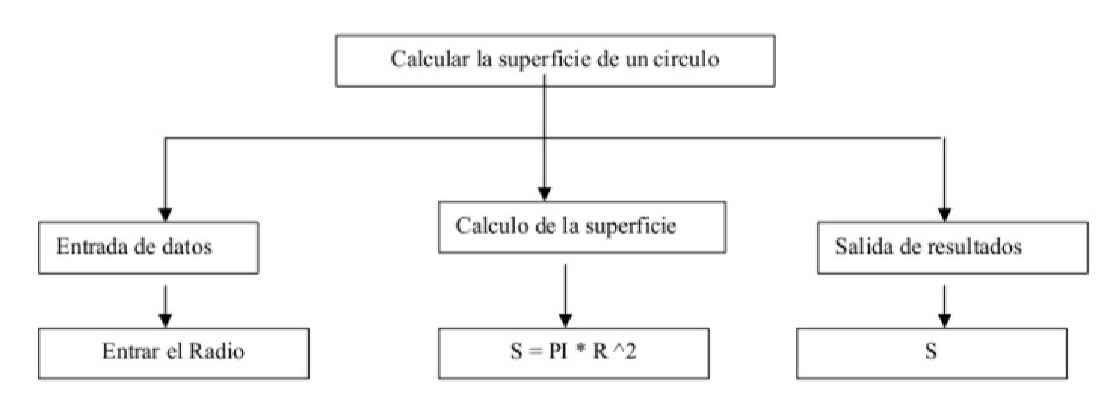 Calcular la superficie de un circulo
Entrada de datos
Calculo de la superficie
Salida de resultados
Entrar el Radio
S = PI * R ^2
S